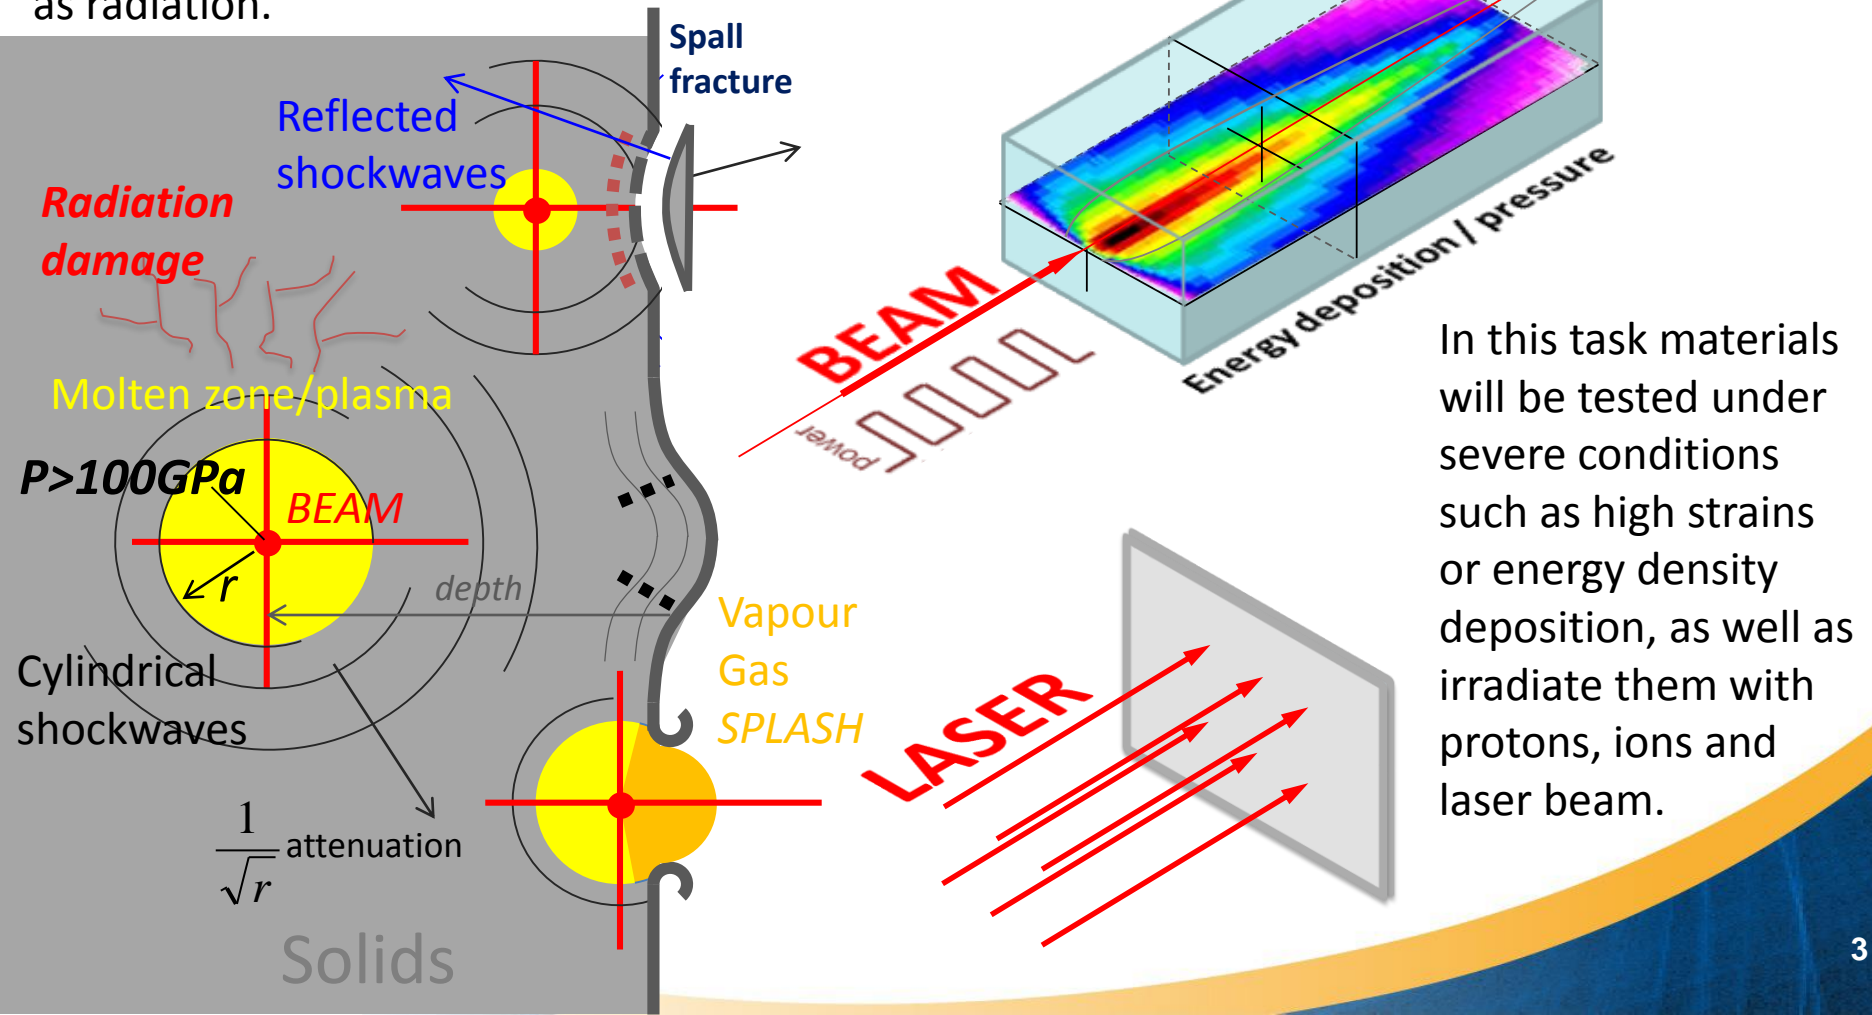 as radiation.
Spall
fracture
Reflected
shockwaves
Radiation
damage
Molten zone/plasma
P>100GPa
BEAM
r
depth
Cylindrical
shockwaves
1
√r
attenuation
Vapour
Gas
SPLASH
Solids
BEAM
power
Energy deposition / pressure
LASER
In this task materials
will be tested under
severe conditions
such as high strains
or energy density
deposition, as well as
irradiate them with
protons, ions and
laser beam.
3